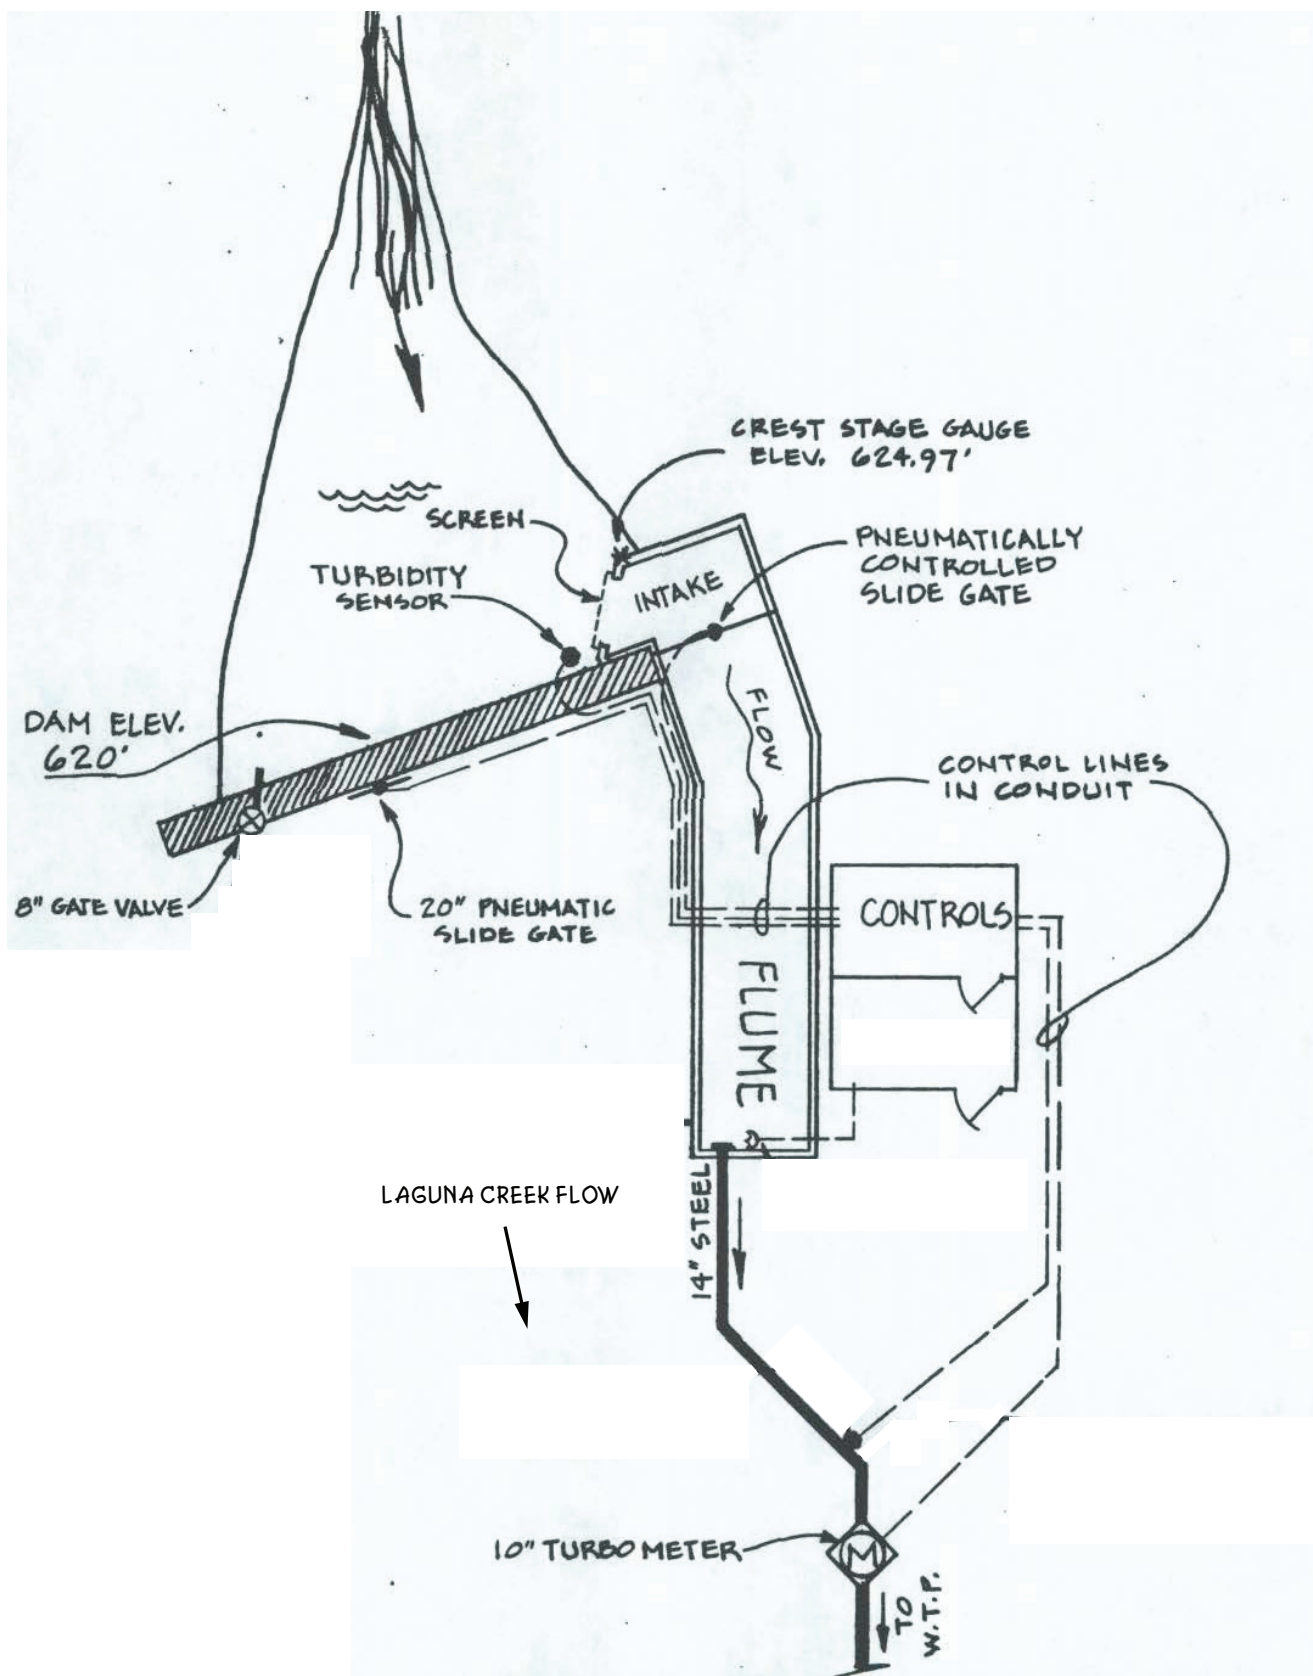 CREST STAGE GAUGE
ELEV. 624.97'
SCREEN
PNEUMATICALLY
CONTROLLED
SLIDE GATE
TURBIDITY
SENSOR
INTAKE
DAM ELEV.
620'
FLOW
CONTROL LINES
IN CONDUIT
8" GATE VALVE
20" PNEUMATIC
SLIDE GATE
CONTROLS
FLUME
LAGUNA CREEK FLOW
14" STEEL
10" TURBO METER
M
TO
W.T.P.